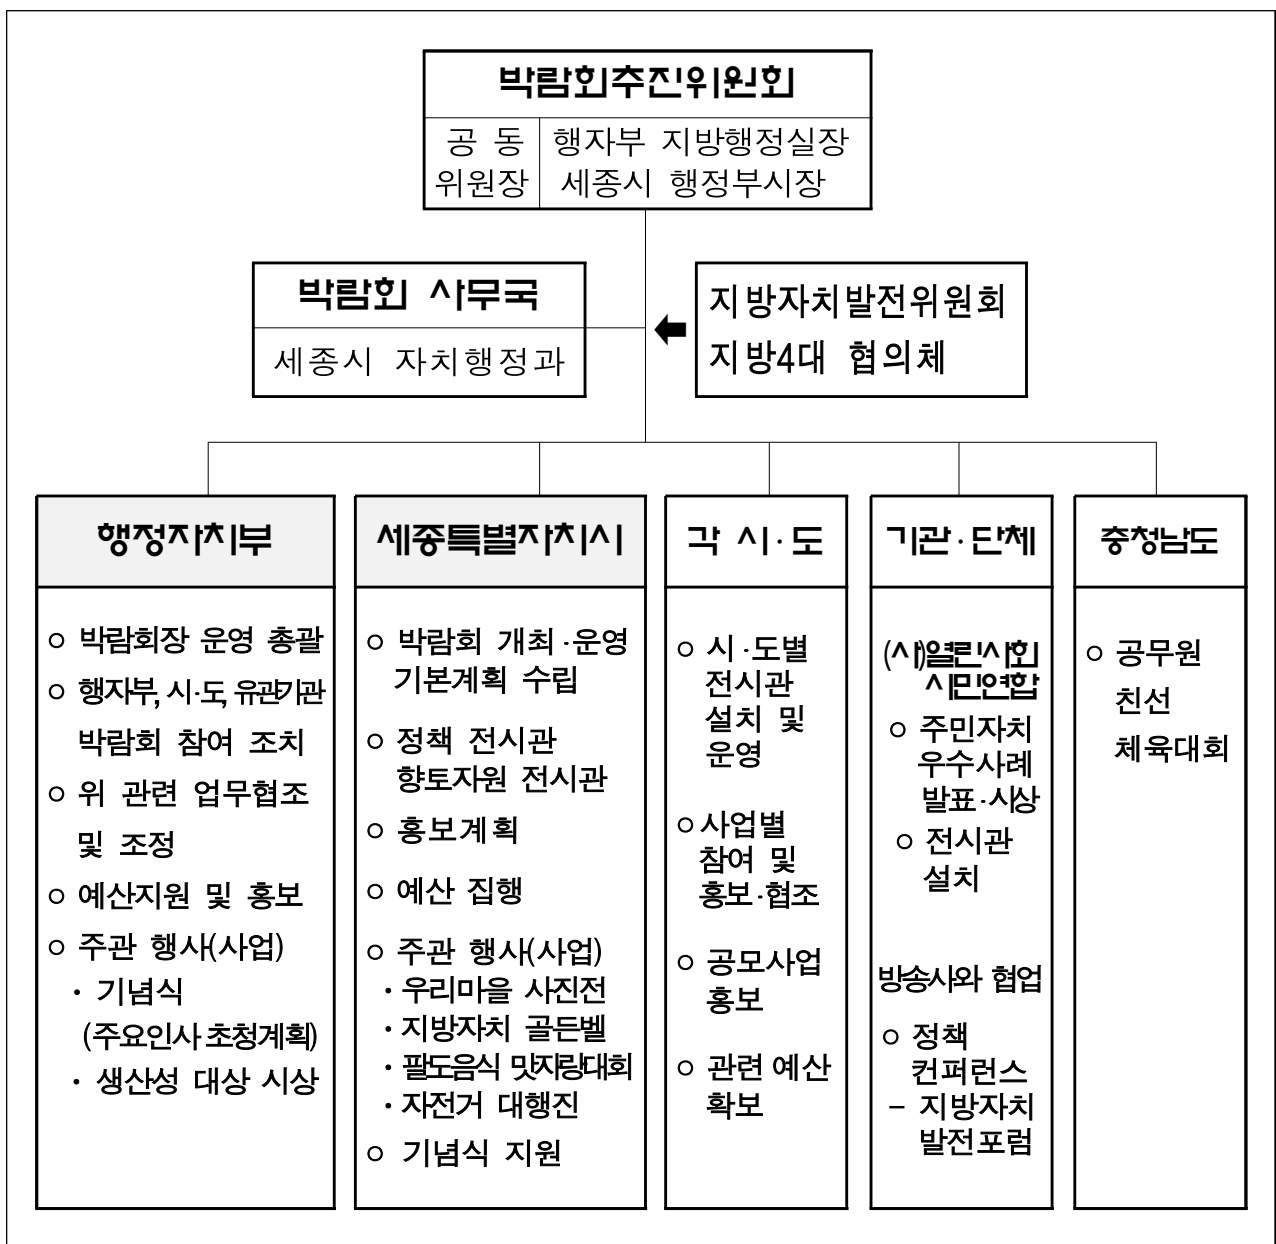 박람회추진위원회
공 동 위원장
행자부 지방행정실장
세종시 행정부시장
박람회 사무국
세종시 자치행정과
지방자치발전위원회
지방4대 협의체
행정자치부
ㅇ 박람회장 운영 총괄
ㅇ 행자부, 시·도, 유관기관
박람회 참여 조치
ㅇ 위 관련 업무협조
및 조정
ㅇ 예산지원 및 홍보
ㅇ 주관 행사(사업)
· 기념식
(주요인사 초청계획)
· 생산성 대상 시상
세종특별자치시
ㅇ 박람회 개최·운영
기본계획 수립
ㅇ 정책 전시관
향토자원 전시관
ㅇ 홍보계획
ㅇ 예산 집행
ㅇ 주관 행사(사업)
· 우리마을 사진전
· 지방자치 골든벨
· 팔도음식 맛자랑대회
· 자전거 대행진
ㅇ 기념식 지원
각 시·도
ㅇ 시·도별
전시관
설치 및
운영
ㅇ 사업별
참여 및
홍보·협조
ㅇ 공모사업
홍보
ㅇ 관련 예산
확보
기관·단체
(사)열린사회
시민연합
ㅇ 주민자치
우수사례
발표·시상
ㅇ 전시관
설치
방송사와 협업
ㅇ 정책
컨퍼런스
- 지방자치
발전포럼
충청남도
ㅇ 공무원
친선
체육대회